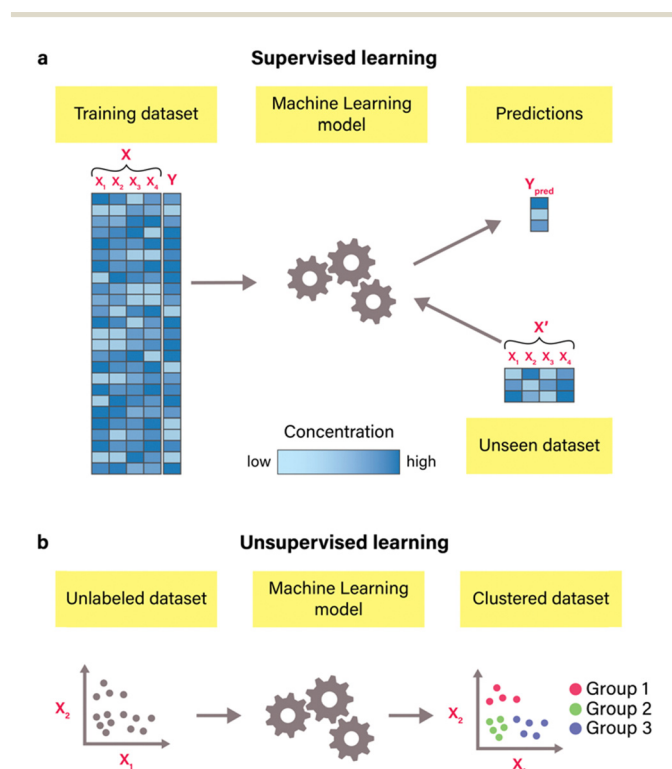 a
Supervised learning
Training dataset
Machine Learning
model
Predictions
X
X₁ X₂ X₃ X₄ Y
Y pred
X'
X₁ X₂ X₃ X₄
Concentration
low
high
Unseen dataset
b
Unsupervised learning
Unlabeled dataset
Machine Learning
model
Clustered dataset
X₂
X₁
X₂
Group 1
Group 2
Group 3